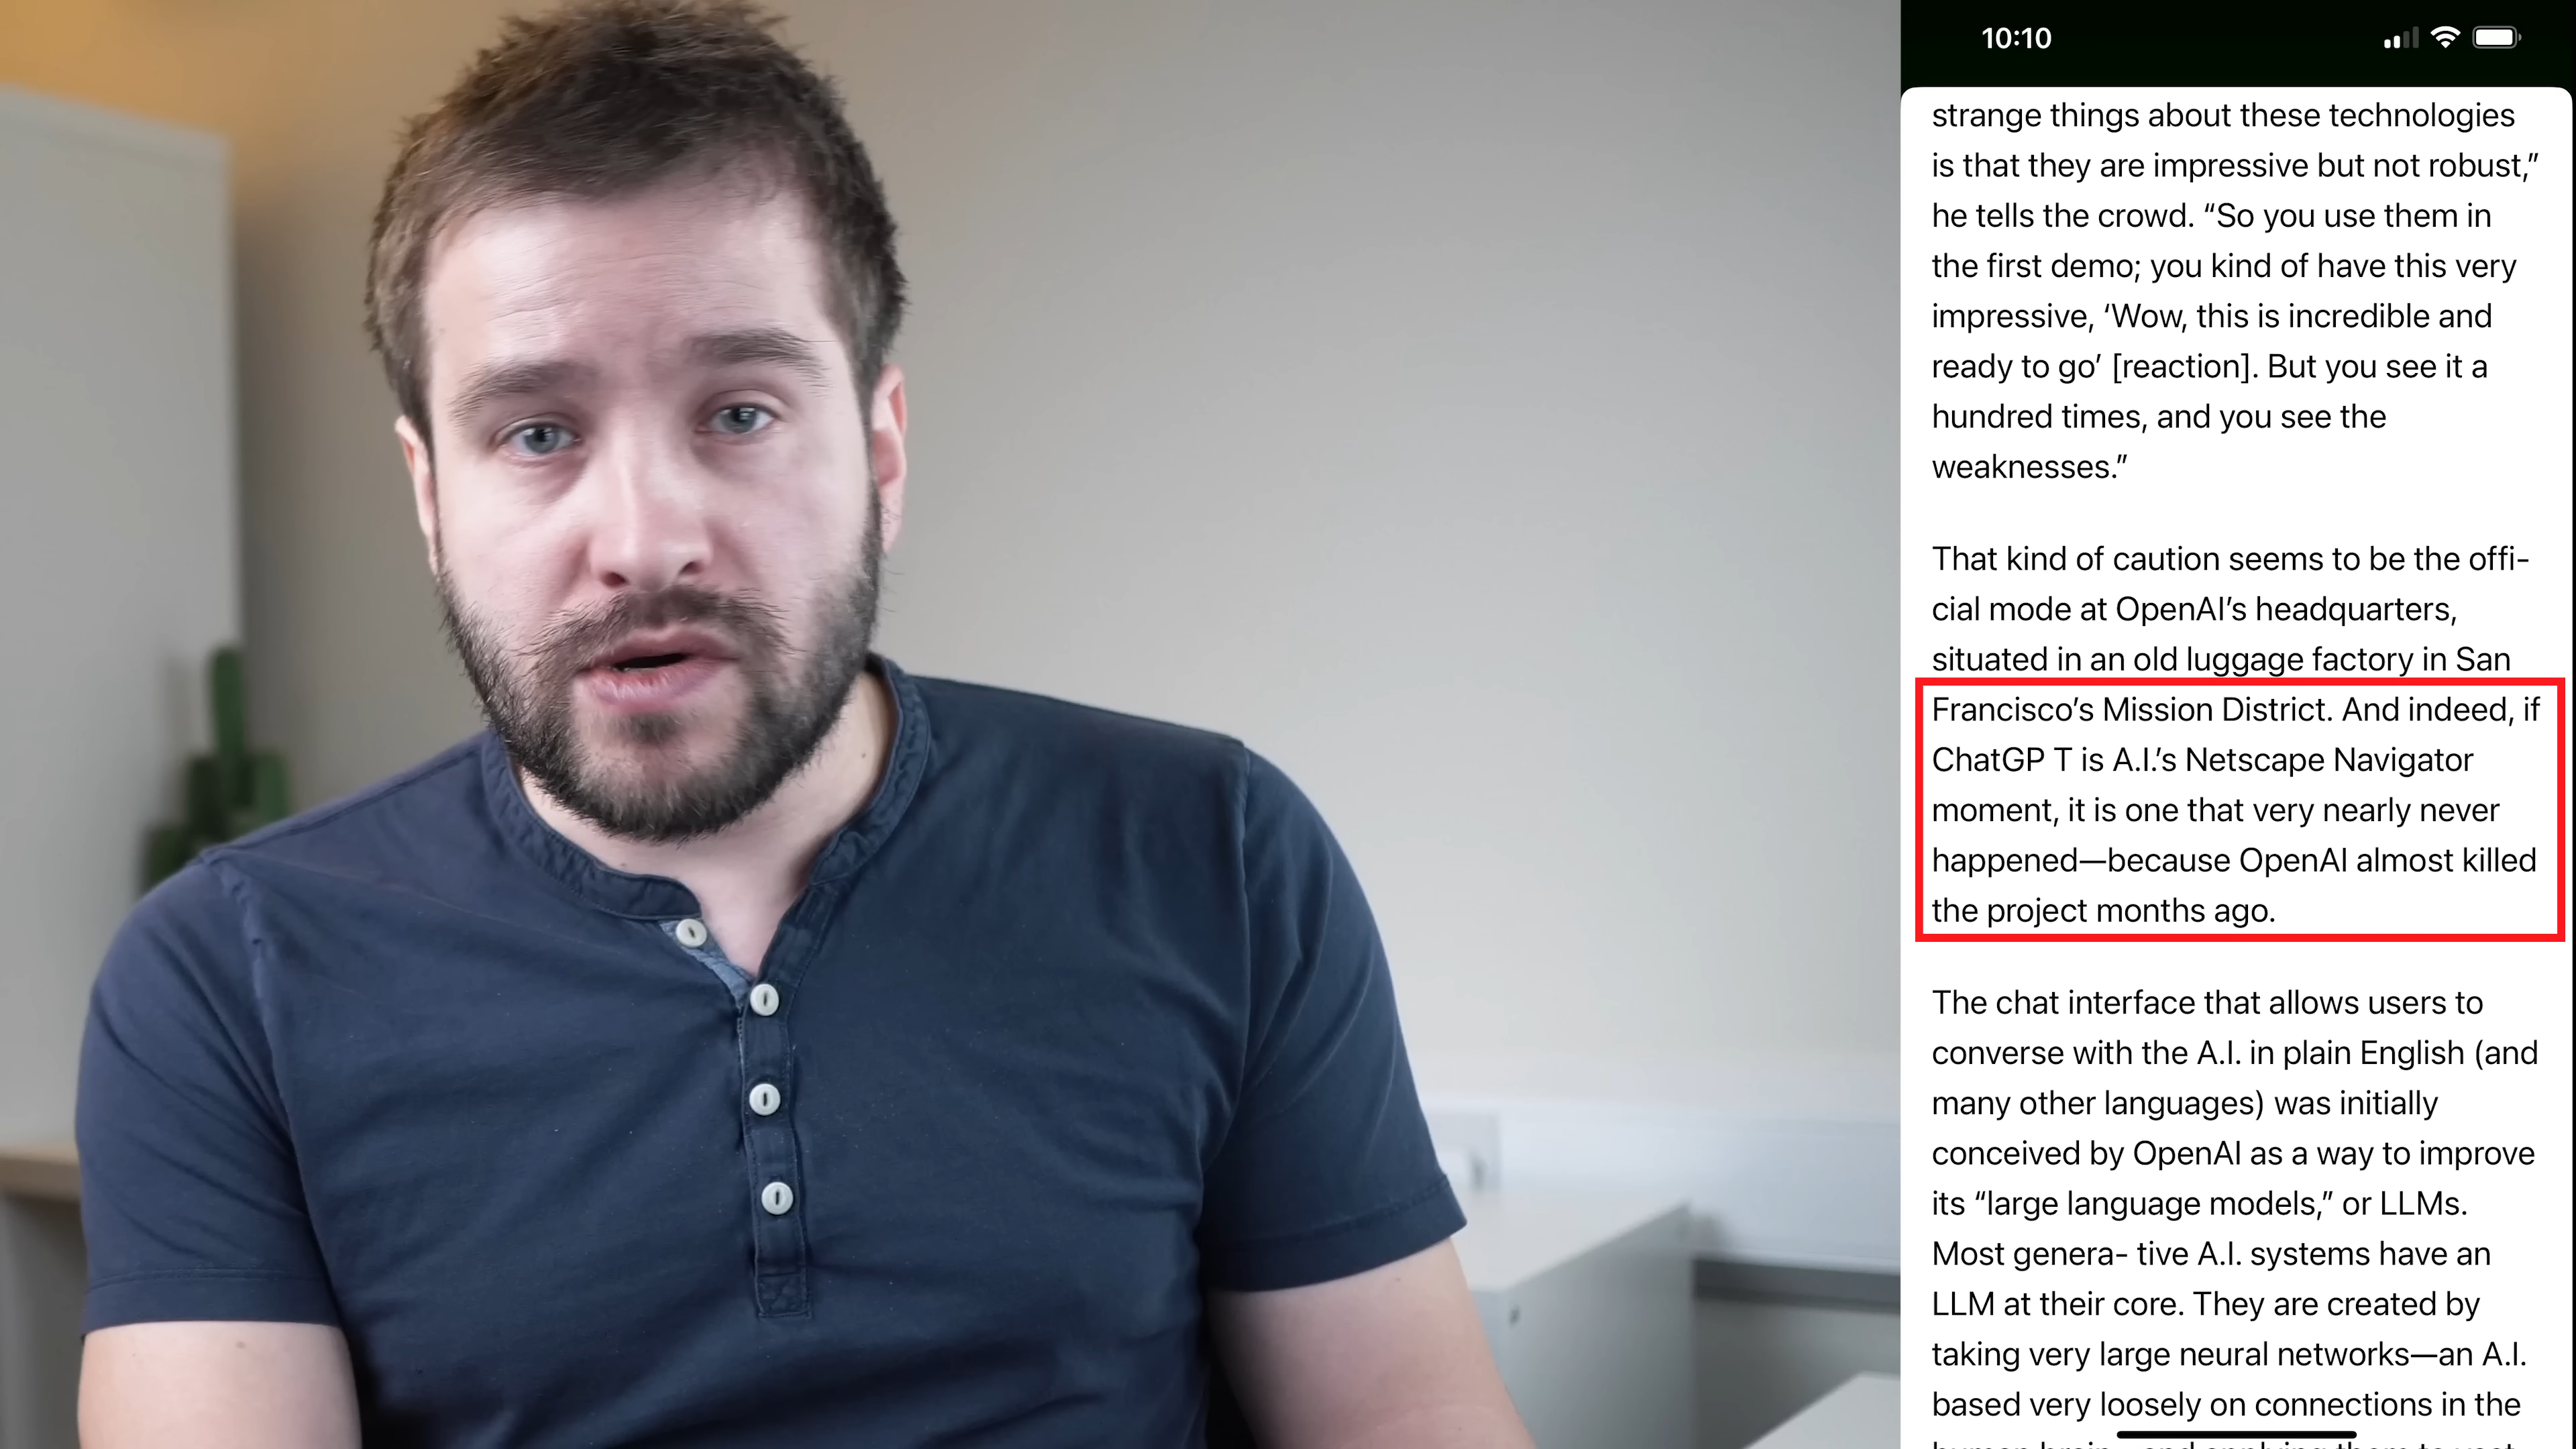 10:10
strange things about these technologies
is that they are impressive but not robust,”
he tells the crowd. “So you use them in
the first demo; you kind of have this very
impressive, ‘Wow, this is incredible and
ready to go’ [reaction]. But you see it a
hundred times, and you see the
weaknesses.”
That kind of caution seems to be the offi-
cial mode at OpenAI’s headquarters,
situated in an old luggage factory in San
Francisco’s Mission District. And indeed, if
ChatGP T is A.I.’s Netscape Navigator
moment, it is one that very nearly never
happened—because OpenAI almost killed
the project months ago.
The chat interface that allows users to
converse with the A.I. in plain English (and
many other languages) was initially
conceived by OpenAI as a way to improve
its “large language models,” or LLMs.
Most genera- tive A.I. systems have an
LLM at their core. They are created by
taking very large neural networks—an A.I.
based very loosely on connections in the